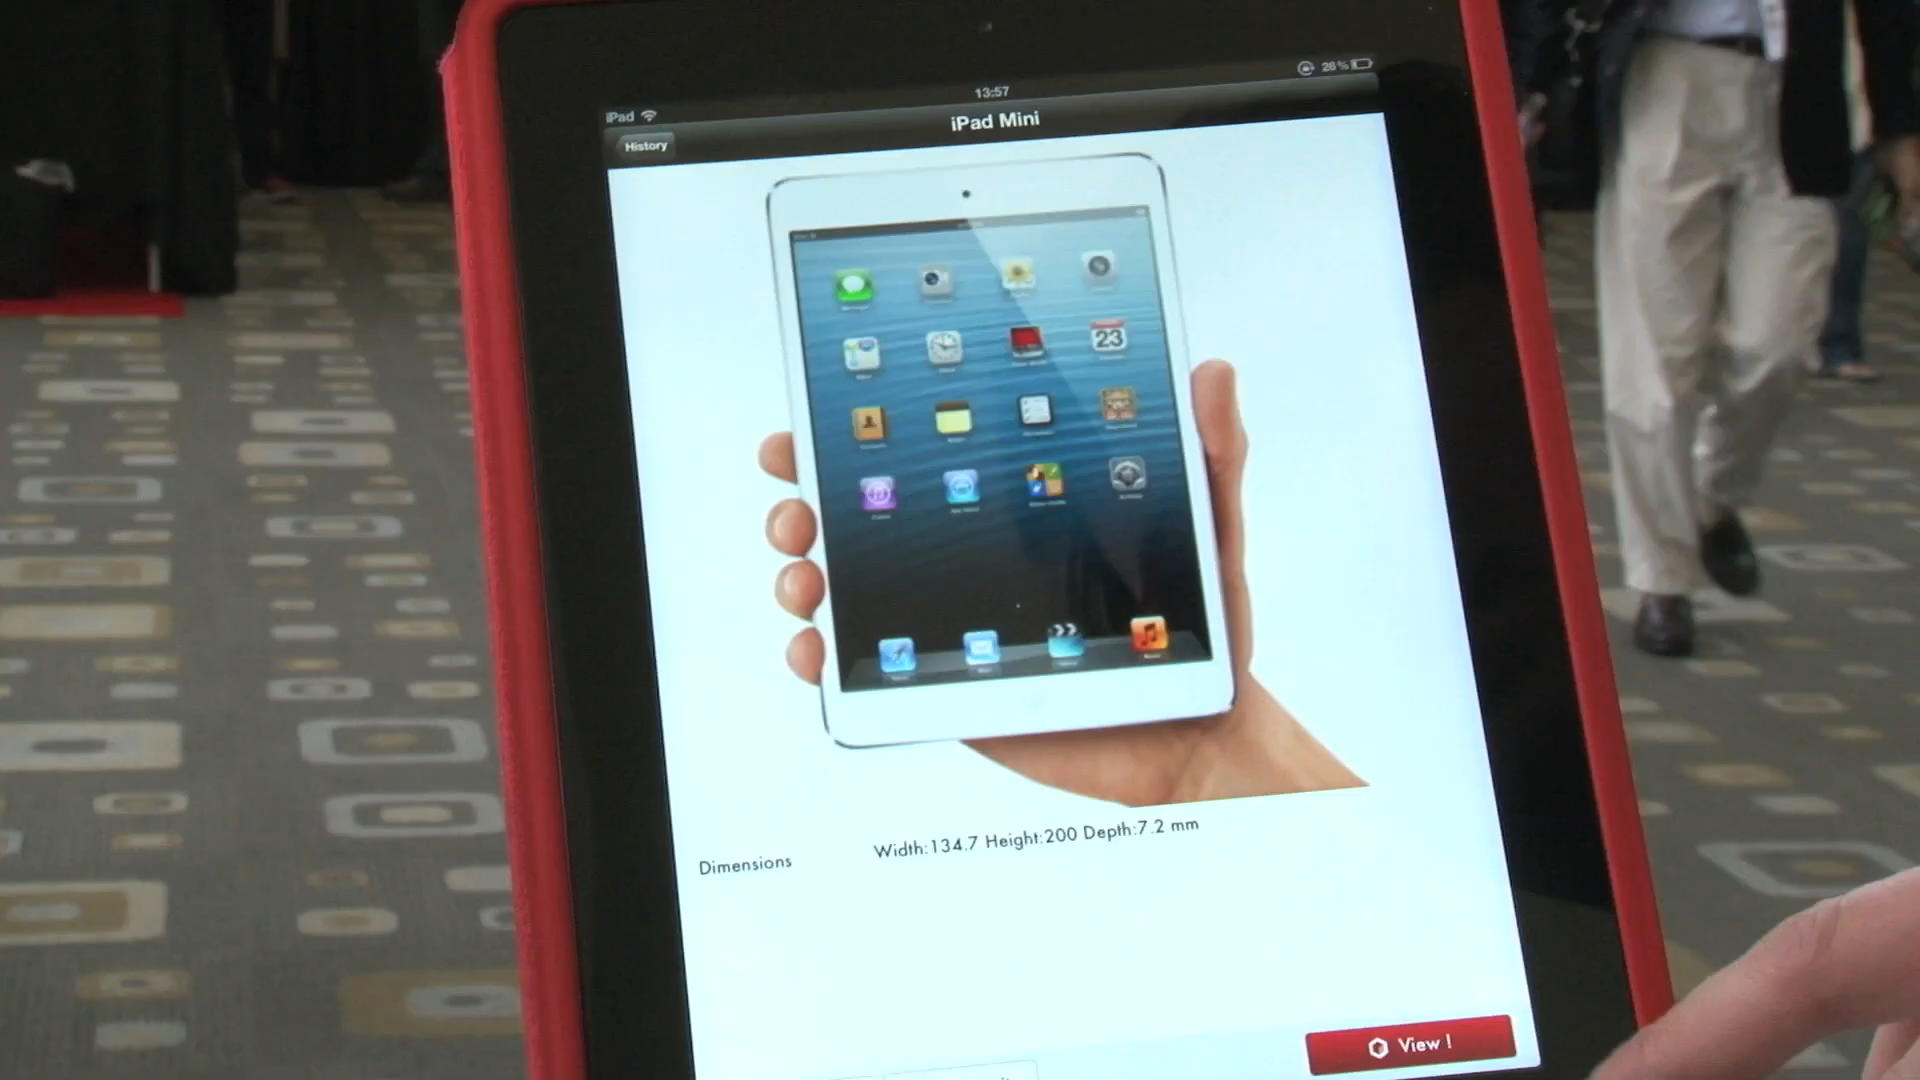 iPad
13:57
26%
History
iPad Mini
23
Dimensions
Width:134.7 Height:200 Depth:7.2 mm
View !